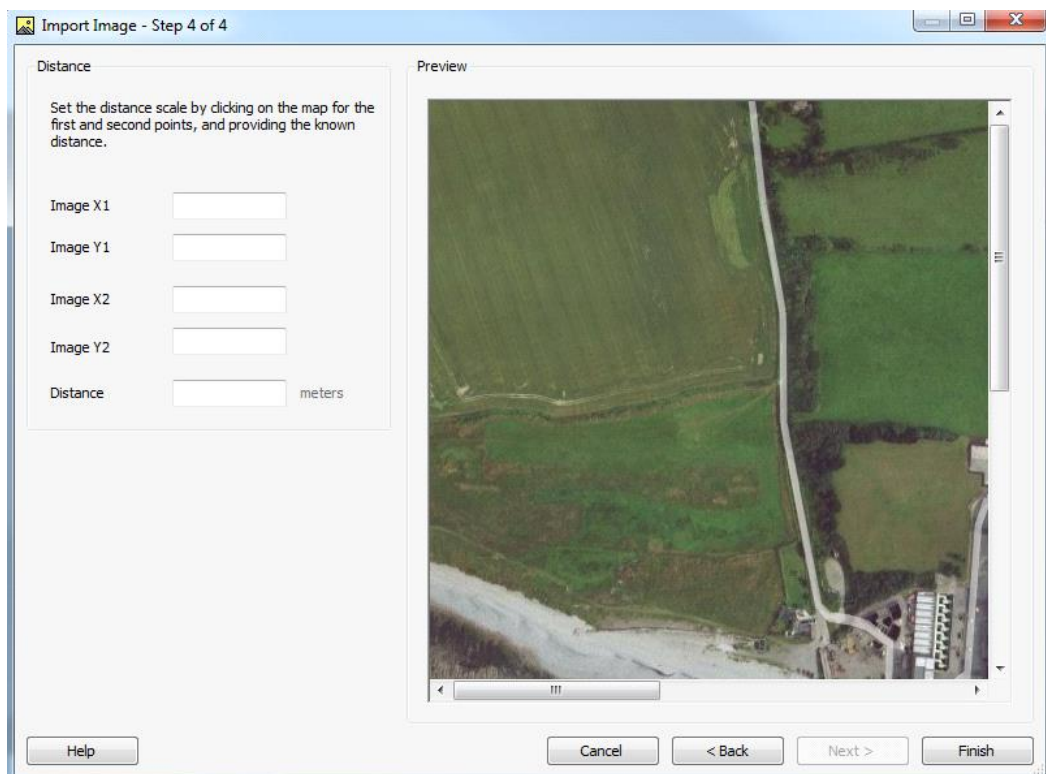 Import Image - Step 4 of 4
Distance
Set the distance scale by clicking on the map for the
first and second points, and providing the known
distance.
Image X1
Image Y1
Image X2
Image Y2
Distance
meters
Preview
Help
Cancel
< Back
Next >
Finish